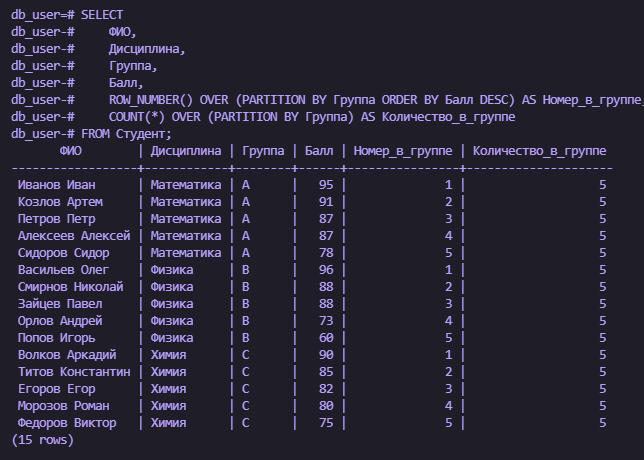 db_user=# SELECT
db_user-#     ФИО,
db_user-#     Дисциплина,
db_user-#     Группа,
db_user-#     Балл,
db_user-#     ROW_NUMBER() OVER (PARTITION BY Группа ORDER BY Балл DESC) AS Номер_в_группе,
db_user-#     COUNT(*) OVER (PARTITION BY Группа) AS Количество_в_группе
db_user-# FROM Студент;
       ФИО       | Дисциплина | Группа | Балл | Номер_в_группе | Количество_в_группе
-----------------+------------+--------+------+----------------+---------------------
 Иванов Иван     | Математика | A      |   95 |              1 |                   5
 Козлов Артем    | Математика | A      |   91 |              2 |                   5
 Петров Петр     | Математика | A      |   87 |              3 |                   5
 Алексеев Алексей | Математика | A      |   87 |              4 |                   5
 Сидоров Сидор   | Математика | A      |   78 |              5 |                   5
 Васильев Олег   | Физика     | B      |   96 |              1 |                   5
 Смирнов Николай | Физика     | B      |   88 |              2 |                   5
 Зайцев Павел    | Физика     | B      |   88 |              3 |                   5
 Орлов Андрей    | Физика     | B      |   73 |              4 |                   5
 Попов Игорь     | Физика     | B      |   60 |              5 |                   5
 Волков Аркадий  | Химия      | C      |   90 |              1 |                   5
 Титов Константин | Химия      | C      |   85 |              2 |                   5
 Егоров Егор     | Химия      | C      |   82 |              3 |                   5
 Морозов Роман   | Химия      | C      |   80 |              4 |                   5
 Федоров Виктор  | Химия      | C      |   75 |              5 |                   5
(15 rows)